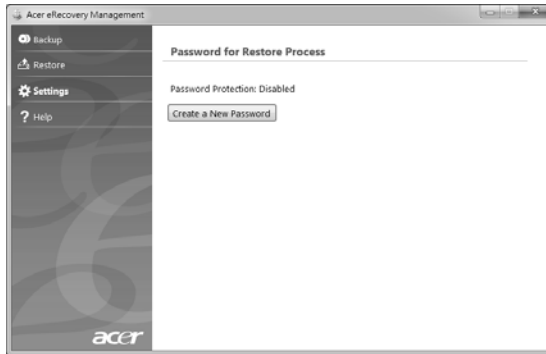 Acer eRecovery Management
Backup
Restore
Settings
? Help
Password for Restore Process
Password Protection: Disabled
Create a New Password
acer